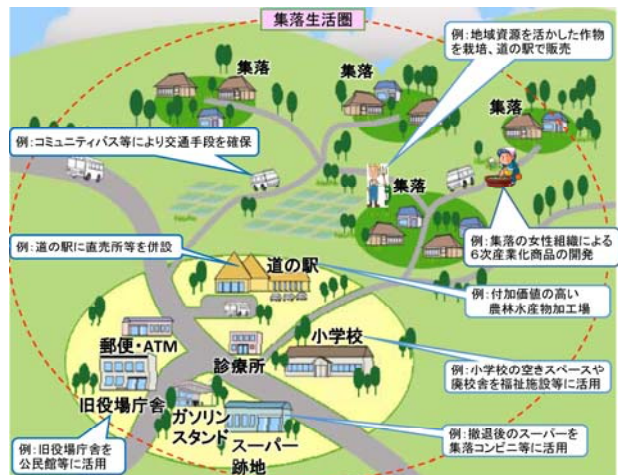 集落生活圏
例：地域資源を活かした作物
を栽培、道の駅で販売
集落
集落
集落
例：コミュニティバス等により交通手段を確保
集落
例：集落の女性組織による
６次産業化商品の開発
例：道の駅に直売所等を併設
道の駅
例：付加価値の高い
農林水産物加工場
郵便・ATM
診療所
小学校
例：小学校の空きスペースや
廃校舎を福祉施設等に活用
旧役場庁舎
ガソリン
スタンド
スーパー
跡地
例：旧役場庁舎を
公民館等に活用
例：撤退後のスーパーを
集落コンビニ等に活用